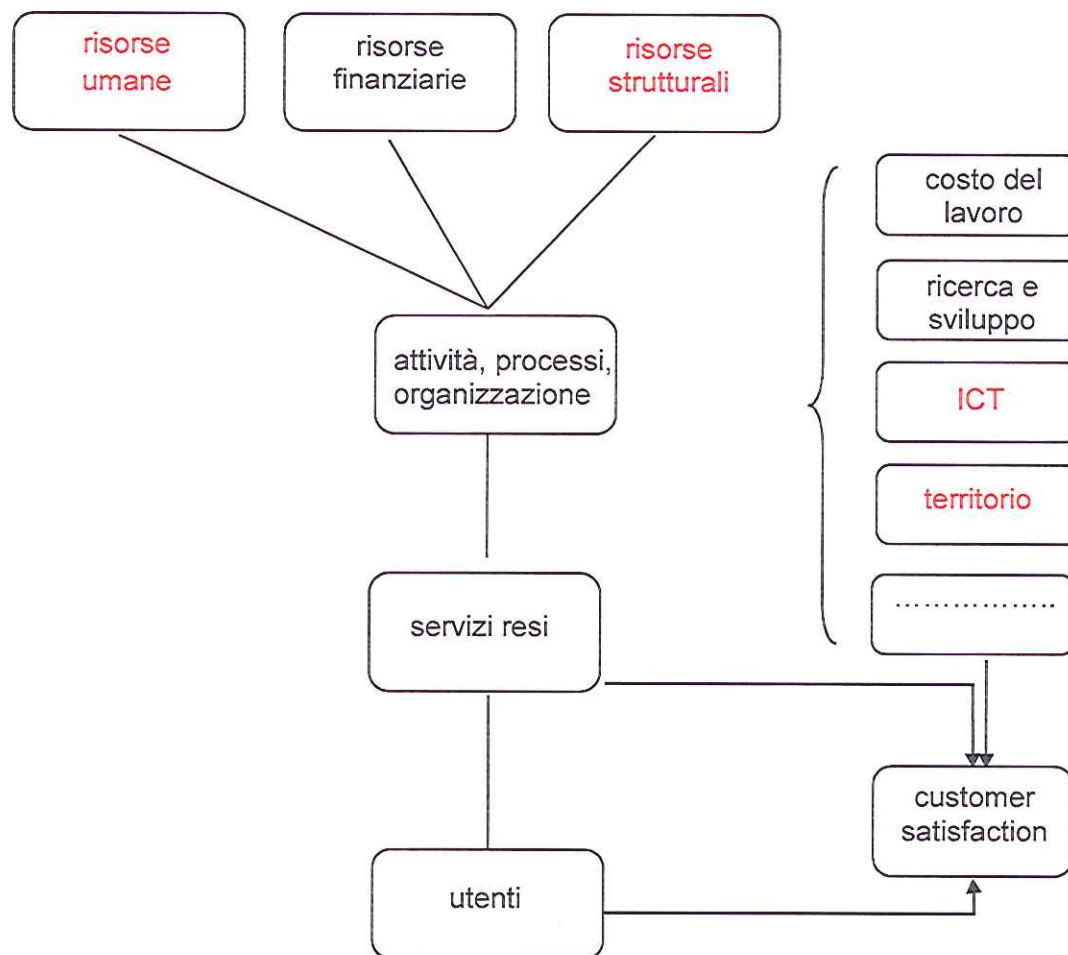 risorse
umane
risorse
finanziarie
risorse
strutturali
costo del
lavoro
ricerca e
sviluppo
ICT
territorio
………………..
attività, processi,
organizzazione
servizi resi
utenti
customer
satisfaction